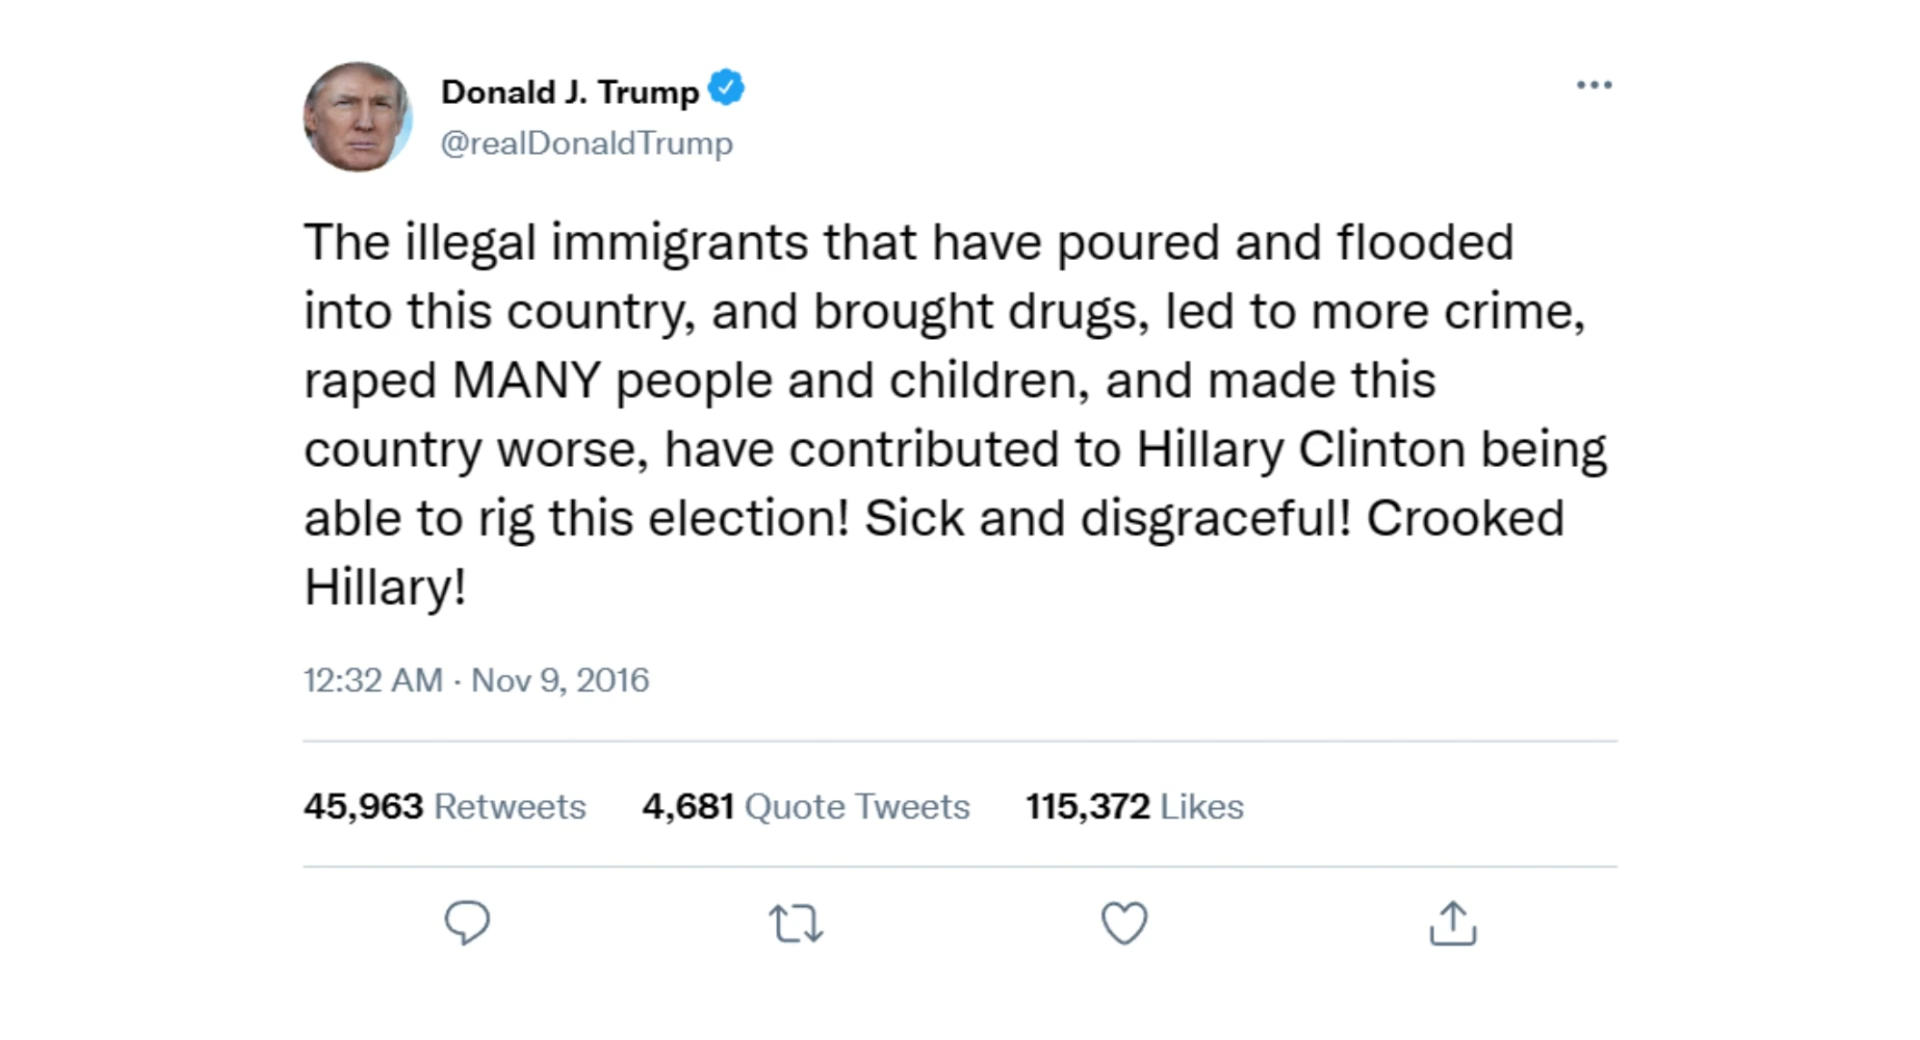 Donald J. Trump
@realDonaldTrump
The illegal immigrants that have poured and flooded
into this country, and brought drugs, led to more crime,
raped MANY people and children, and made this
country worse, have contributed to Hillary Clinton being
able to rig this election! Sick and disgraceful! Crooked
Hillary!
12:32 AM · Nov 9, 2016
45,963 Retweets 4,681 Quote Tweets 115,372 Likes